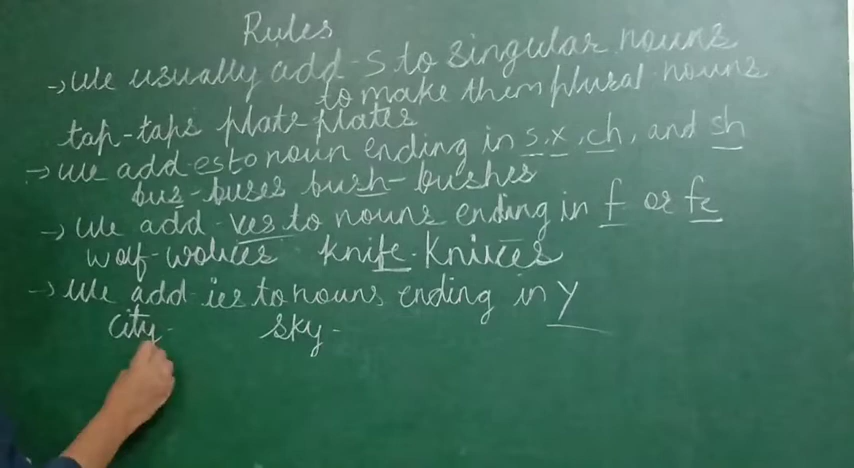 Rules
→ We usually add -s to singular nouns
to make them plural nouns
tap-taps plate-plates
→ We add -es to noun ending in s, x, ch, and sh
bus-buses bush-bushes
→ We add -ves to nouns ending in f or fe
wolf-wolves knife-knives
→ We add -ies to nouns ending in y
city- sky-